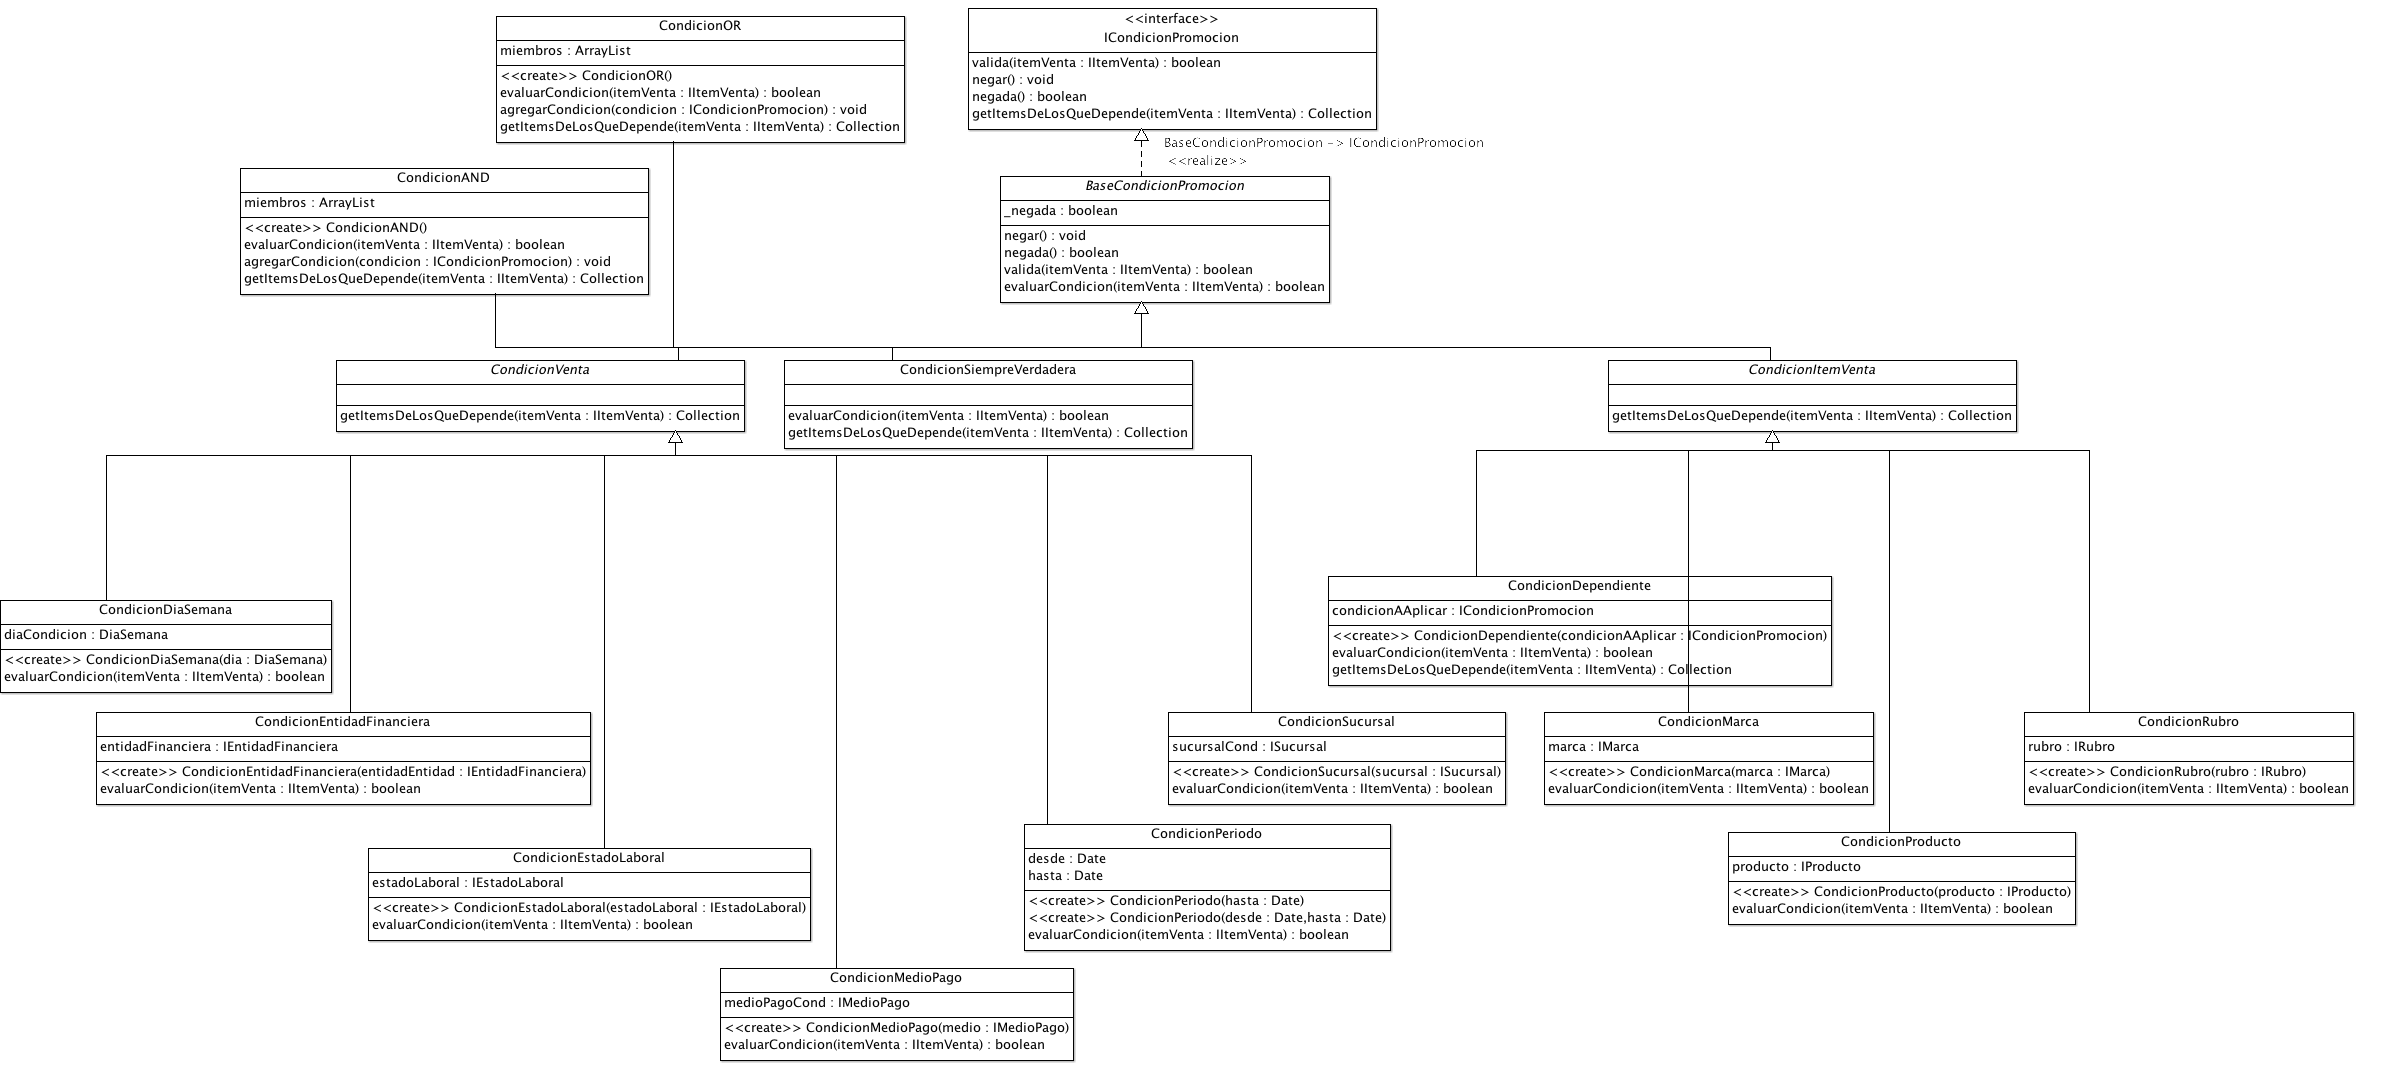 CondicionOR
miembros : ArrayList
<<create>> CondicionOR()
evaluarCondicion(itemVenta : IItemVenta) : boolean
agregarCondicion(condicion : ICondicionPromocion) : void
getItemsDeLosQueDepende(itemVenta : IItemVenta) : Collection
<<interface>>
ICondicionPromocion
valida(itemVenta : IItemVenta) : boolean
negar() : void
negada() : boolean
getItemsDeLosQueDepende(itemVenta : IItemVenta) : Collection
BaseCondicionPromocion -> ICondicionPromocion
<<realize>>
CondicionAND
miembros : ArrayList
<<create>> CondicionAND()
evaluarCondicion(itemVenta : IItemVenta) : boolean
agregarCondicion(condicion : ICondicionPromocion) : void
getItemsDeLosQueDepende(itemVenta : IItemVenta) : Collection
BaseCondicionPromocion
_negada : boolean
negar() : void
negada() : boolean
valida(itemVenta : IItemVenta) : boolean
evaluarCondicion(itemVenta : IItemVenta) : boolean
CondicionVenta
getItemsDeLosQueDepende(itemVenta : IItemVenta) : Collection
CondicionSiempreVerdadera
evaluarCondicion(itemVenta : IItemVenta) : boolean
getItemsDeLosQueDepende(itemVenta : IItemVenta) : Collection
CondicionItemVenta
getItemsDeLosQueDepende(itemVenta : IItemVenta) : Collection
CondicionDiaSemana
diaCondicion : DiaSemana
<<create>> CondicionDiaSemana(dia : DiaSemana)
evaluarCondicion(itemVenta : IItemVenta) : boolean
CondicionDependiente
condicionAAplicar : ICondicionPromocion
<<create>> CondicionDependiente(condicionAAplicar : ICondicionPromocion)
evaluarCondicion(itemVenta : IItemVenta) : boolean
getItemsDeLosQueDepende(itemVenta : IItemVenta) : Collection
CondicionEntidadFinanciera
entidadFinanciera : IEntidadFinanciera
<<create>> CondicionEntidadFinanciera(entidadEntidad : IEntidadFinanciera)
evaluarCondicion(itemVenta : IItemVenta) : boolean
CondicionSucursal
sucursalCond : ISucursal
<<create>> CondicionSucursal(sucursal : ISucursal)
evaluarCondicion(itemVenta : IItemVenta) : boolean
CondicionMarca
marca : IMarca
<<create>> CondicionMarca(marca : IMarca)
evaluarCondicion(itemVenta : IItemVenta) : boolean
CondicionRubro
rubro : IRubro
<<create>> CondicionRubro(rubro : IRubro)
evaluarCondicion(itemVenta : IItemVenta) : boolean
CondicionEstadoLaboral
estadoLaboral : IEstadoLaboral
<<create>> CondicionEstadoLaboral(estadoLaboral : IEstadoLaboral)
evaluarCondicion(itemVenta : IItemVenta) : boolean
CondicionPeriodo
desde : Date
hasta : Date
<<create>> CondicionPeriodo(hasta : Date)
<<create>> CondicionPeriodo(desde : Date,hasta : Date)
evaluarCondicion(itemVenta : IItemVenta) : boolean
CondicionProducto
producto : IProducto
<<create>> CondicionProducto(producto : IProducto)
evaluarCondicion(itemVenta : IItemVenta) : boolean
CondicionMedioPago
medioPagoCond : IMedioPago
<<create>> CondicionMedioPago(medio : IMedioPago)
evaluarCondicion(itemVenta : IItemVenta) : boolean